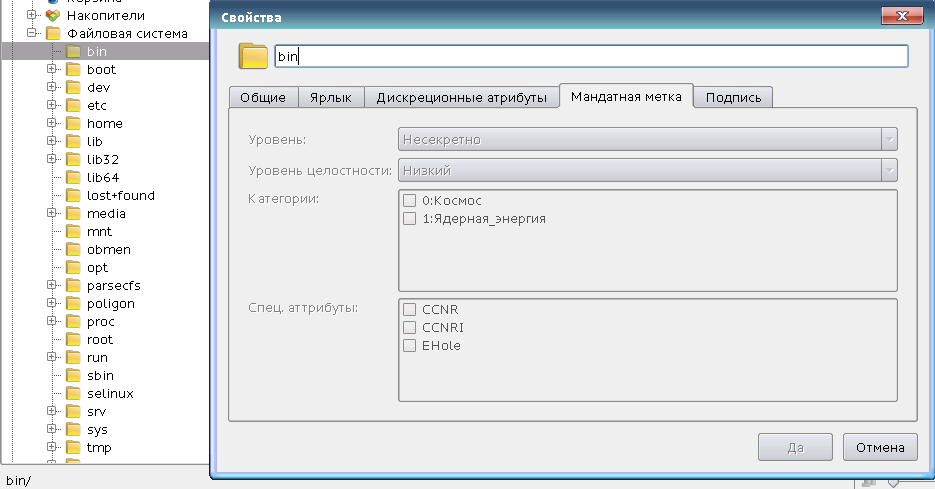 Корзина
Накопители
Файловая система
bin
boot
dev
etc
home
lib
lib32
lib64
lost+found
media
mnt
obmen
opt
parsecfs
poligon
proc
root
run
sbin
selinux
srv
sys
tmp
bin/
Свойства
bin
Общие Ярлык Дискреционные атрибуты Мандатная метка Подпись
Уровень: Несекретно
Уровень целостности: Низкий
Категории: 0:Космос
1:Ядерная_энергия
Спец. аттрибуты: CCNR
CCNRI
EHole
Да Отмена